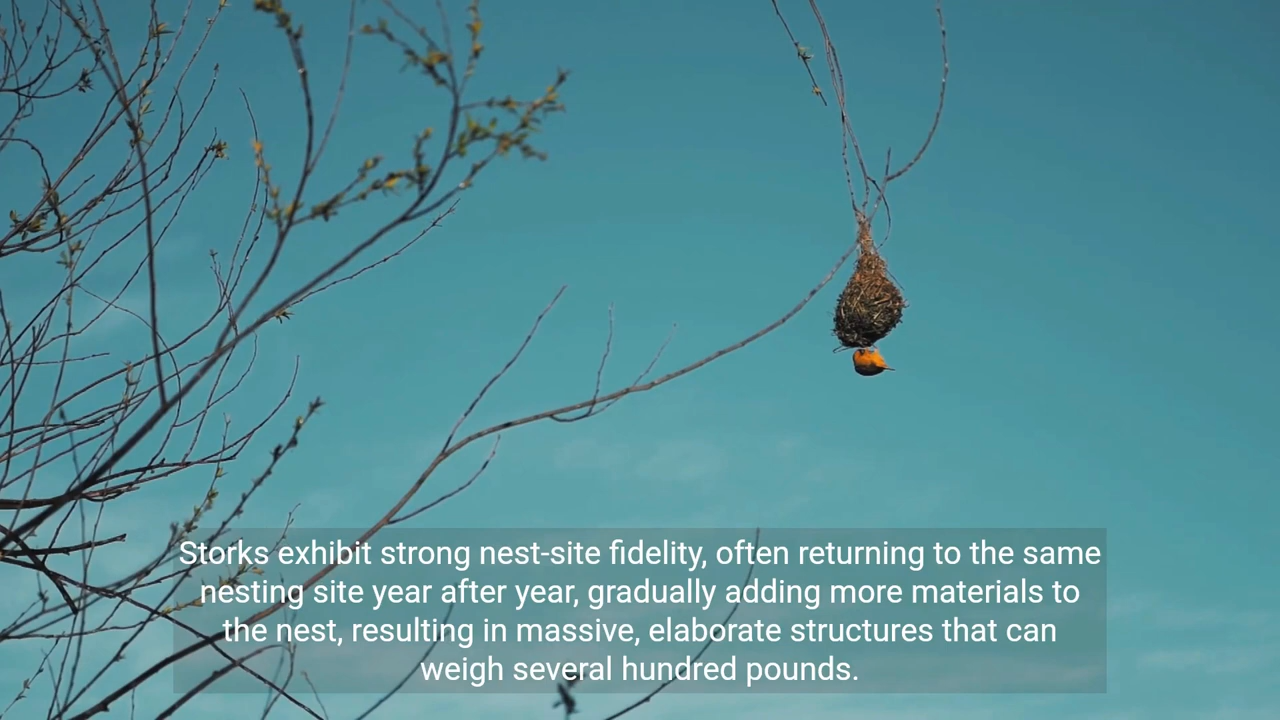 Storks exhibit strong nest-site fidelity, often returning to the same
nesting site year after year, gradually adding more materials to
the nest, resulting in massive, elaborate structures that can
weigh several hundred pounds.